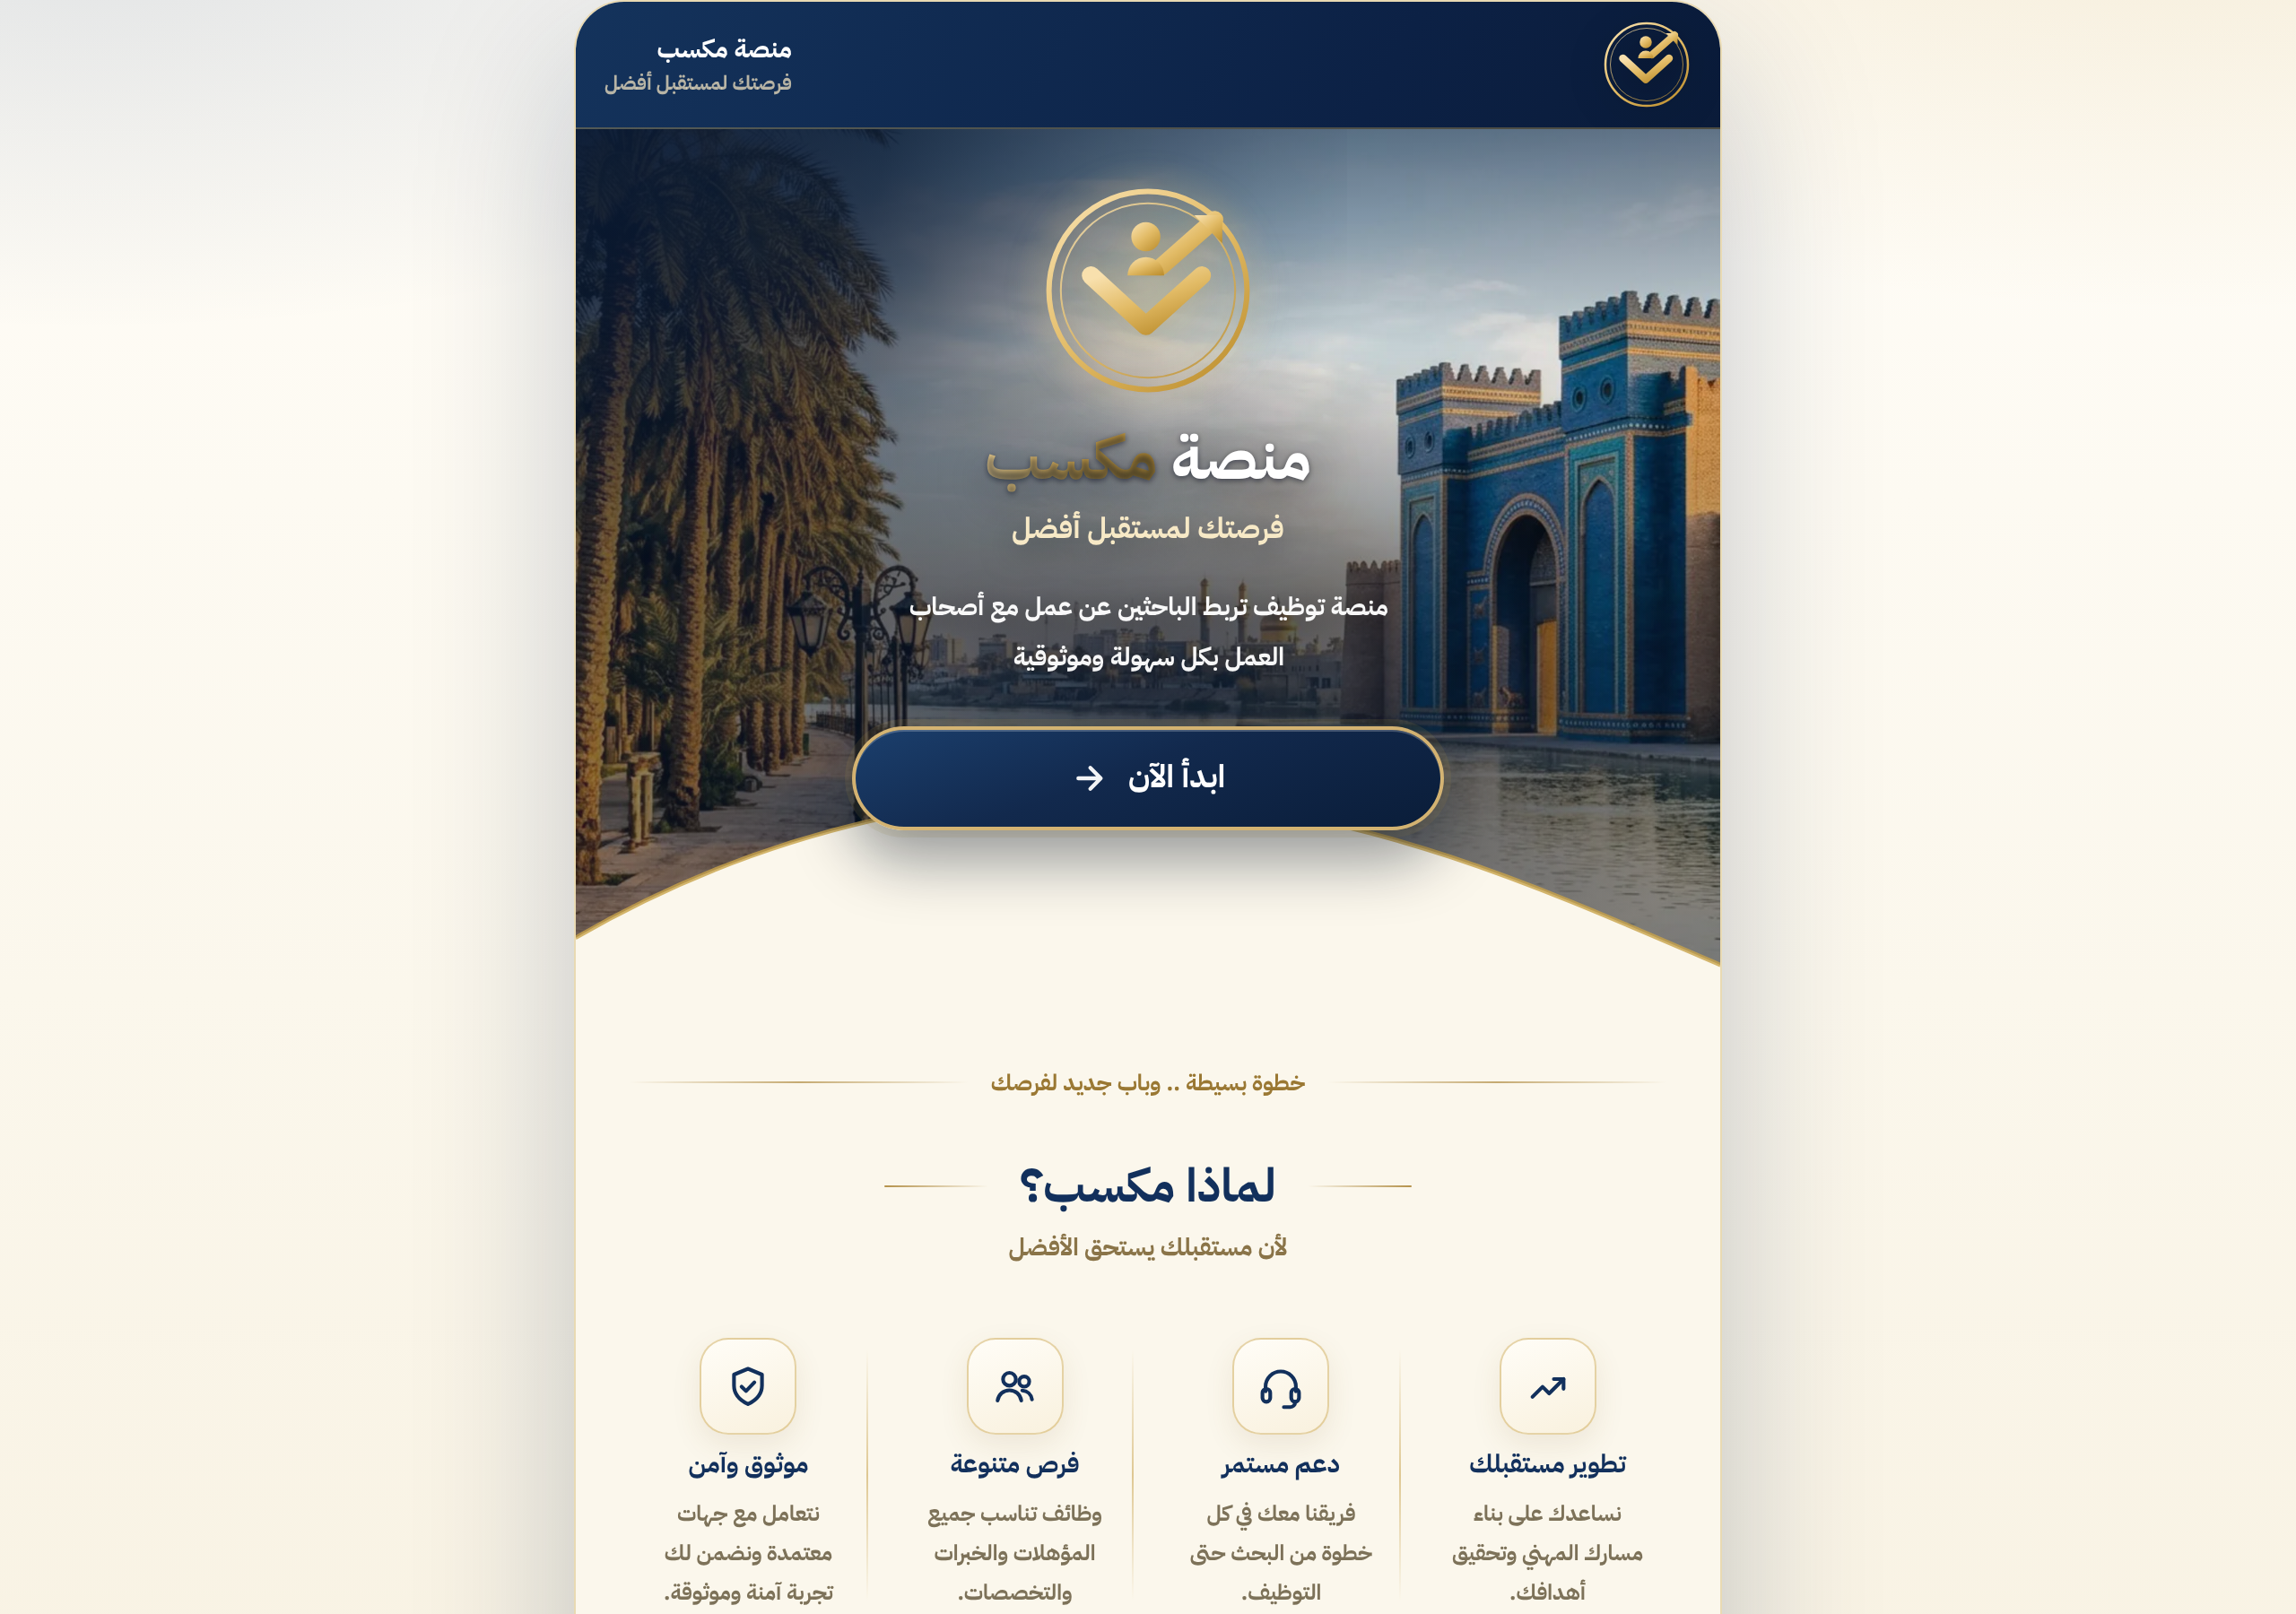 منصة مكسب
فرصتك لمستقبل أفضل
منصة مكسب
فرصتك لمستقبل أفضل
منصة توظيف تربط الباحثين عن عمل مع أصحاب
العمل بكل سهولة وموثوقية
ابدأ الآن
خطوة بسيطة .. وباب جديد لفرصك
لماذا مكسب؟
لأن مستقبلك يستحق الأفضل
تطوير مستقبلك
نساعدك على بناء
مسارك المهني وتحقيق
أهدافك.
دعم مستمر
فريقنا معك في كل
خطوة من البحث حتى
التوظيف.
فرص متنوعة
وظائف تناسب جميع
المؤهلات والخبرات
والتخصصات.
موثوق وآمن
نتعامل مع جهات
معتمدة ونضمن لك
تجربة آمنة وموثوقة.